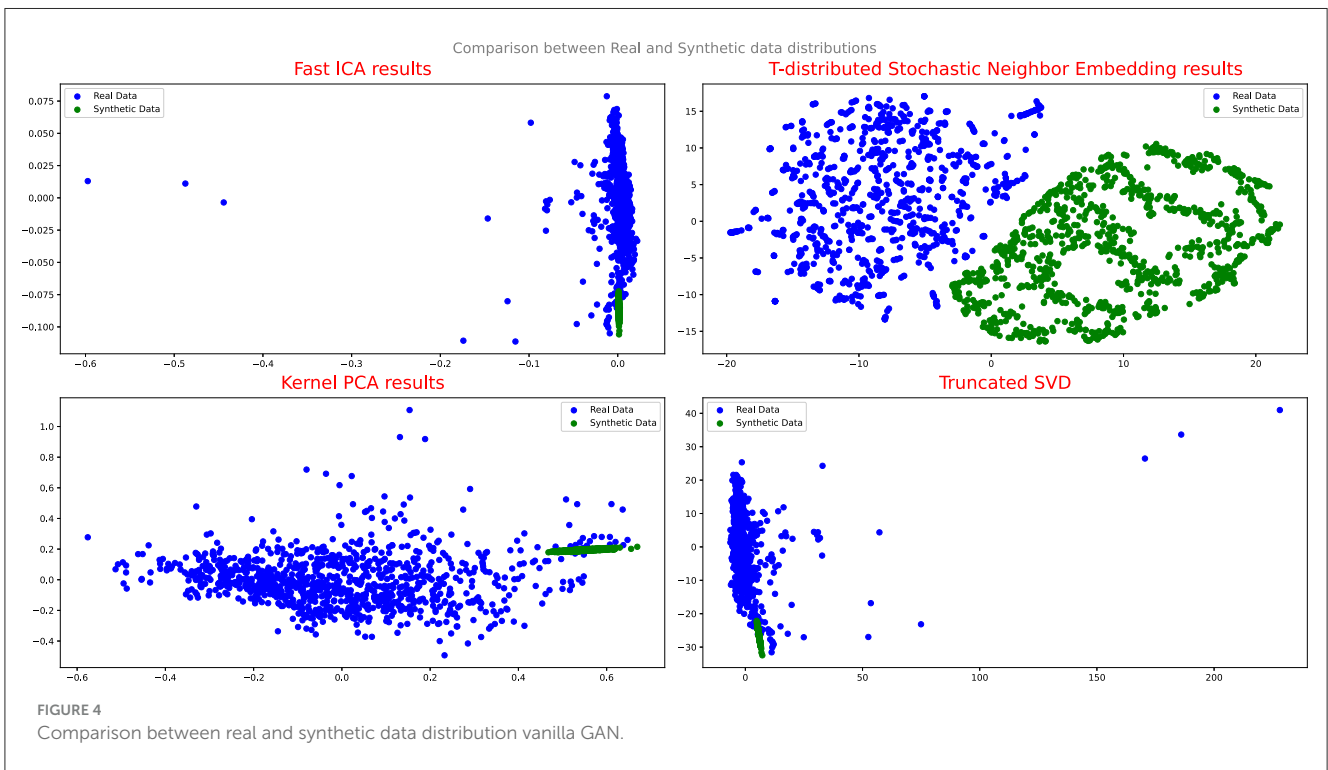 Comparison between Real and Synthetic data distributions
Fast ICA results
Real Data
Synthetic Data
0.075
0.050
0.025
0.000
−0.025
−0.050
−0.075
−0.100
−0.6 −0.5 −0.4 −0.3 −0.2 −0.1 0.0
T-distributed Stochastic Neighbor Embedding results
Real Data
Synthetic Data
15
10
5
0
−5
−10
−15
−20 −10 0 10 20
Kernel PCA results
Real Data
Synthetic Data
1.0
0.8
0.6
0.4
0.2
0.0
−0.2
−0.4
−0.6 −0.4 −0.2 0.0 0.2 0.4 0.6
Truncated SVD
Real Data
Synthetic Data
40
30
20
10
0
−10
−20
−30
0 50 100 150 200
FIGURE 4
Comparison between real and synthetic data distribution vanilla GAN.